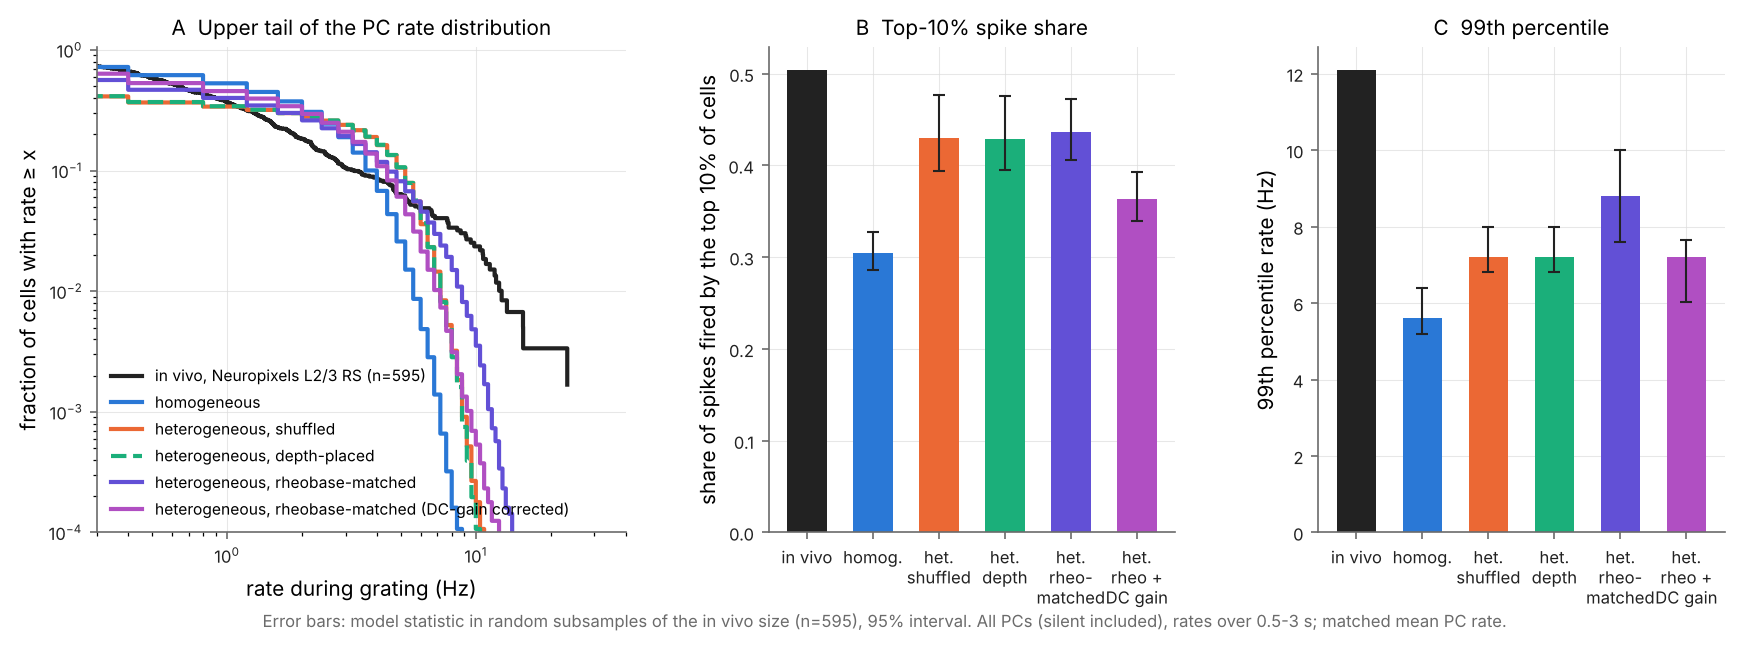 A  Upper tail of the PC rate distribution
fraction of cells with rate ≥ x
10⁰
10⁻¹
10⁻²
10⁻³
10⁻⁴
in vivo, Neuropixels L2/3 RS (n=595)
homogeneous
heterogeneous, shuffled
heterogeneous, depth-placed
heterogeneous, rheobase-matched
heterogeneous, rheobase-matched (DC-gain corrected)
10⁰
10¹
rate during grating (Hz)
B  Top-10% spike share
share of spikes fired by the top 10% of cells
0.5
0.4
0.3
0.2
0.1
0.0
in vivo
homog.
het.
shuffled
het.
depth
het.
rheo-
matched
het.
rheo +
DC gain
C  99th percentile
99th percentile rate (Hz)
12
10
8
6
4
2
0
in vivo
homog.
het.
shuffled
het.
depth
het.
rheo-
matched
het.
rheo +
DC gain
Error bars: model statistic in random subsamples of the in vivo size (n=595), 95% interval. All PCs (silent included), rates over 0.5-3 s; matched mean PC rate.